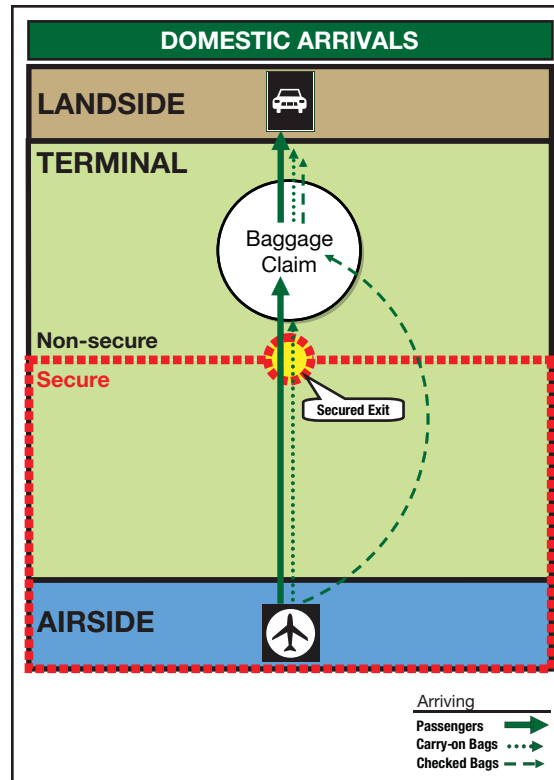 DOMESTIC ARRIVALS
LANDSIDE
TERMINAL
Baggage
Claim
Non-secure
Secure
Secured Exit
AIRSIDE
Arriving
Passengers
Carry-on Bags
Checked Bags